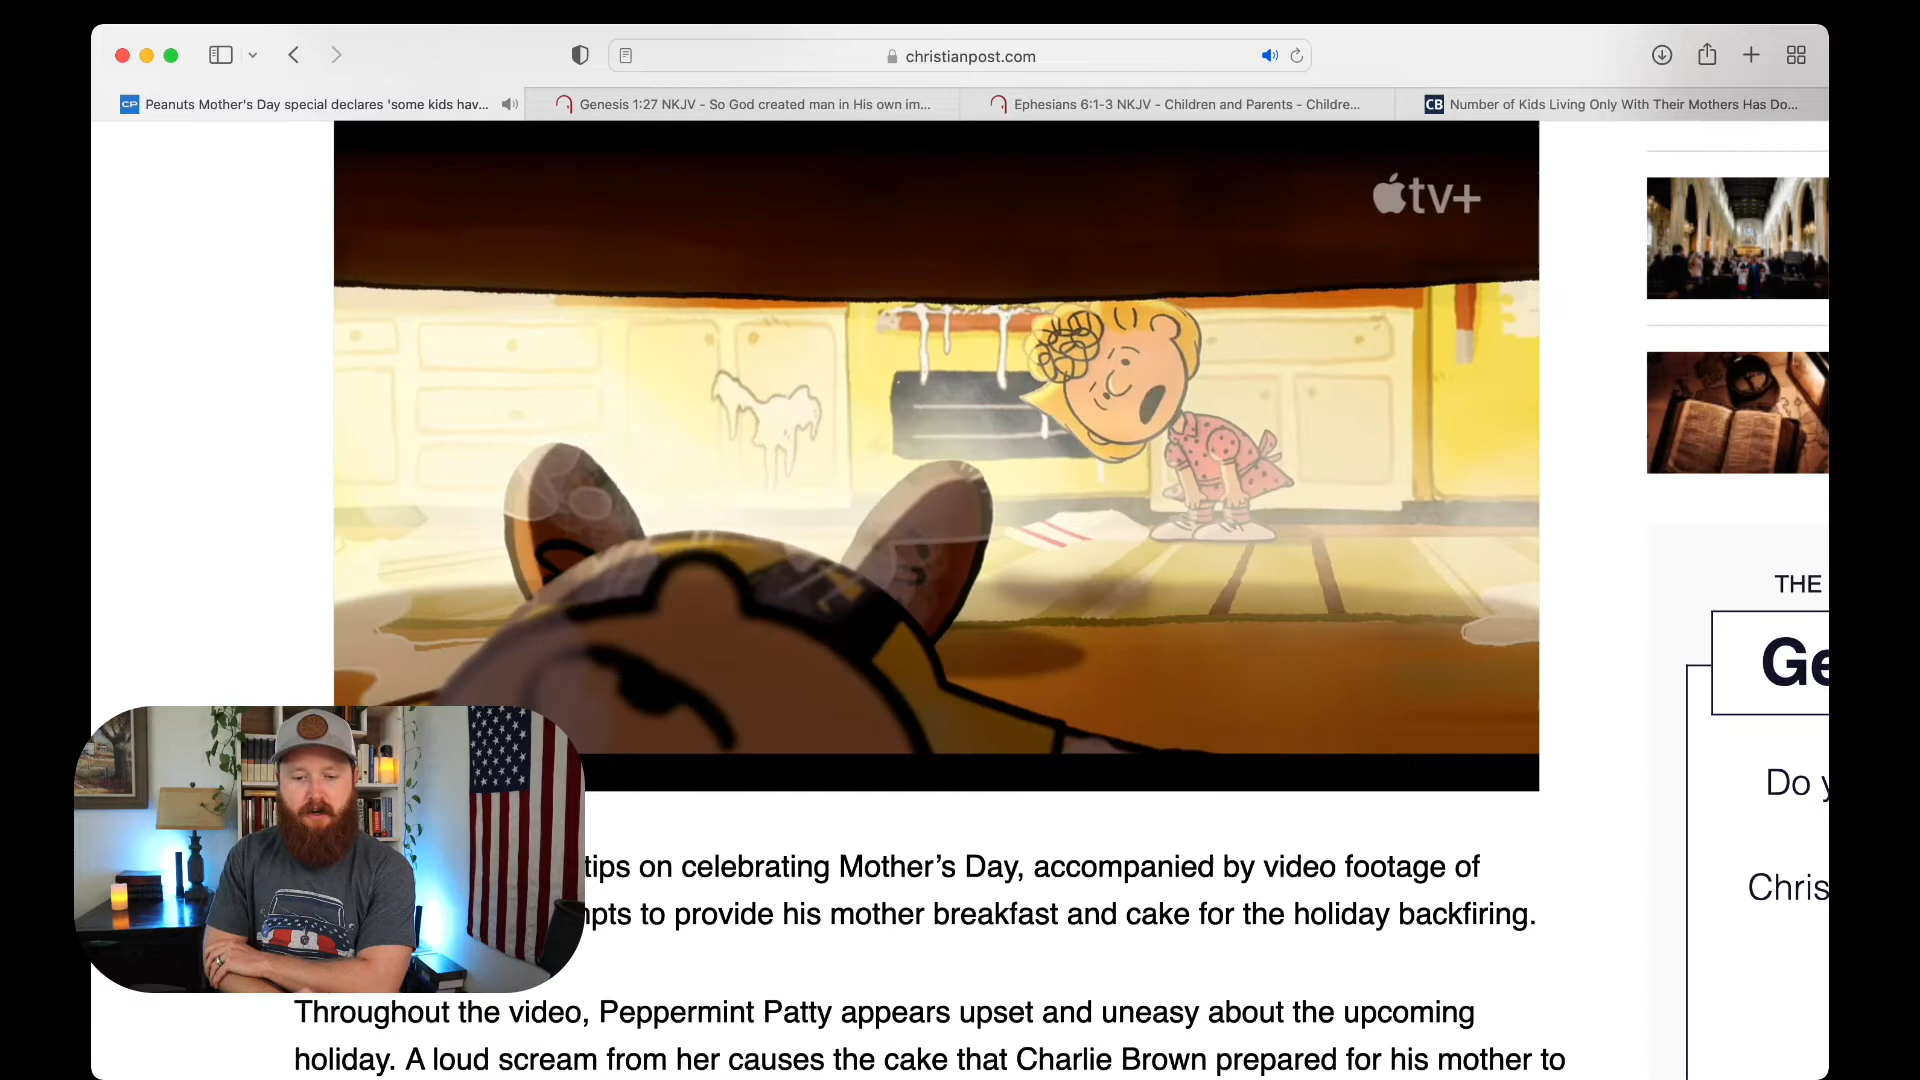 christianpost.com
CP Peanuts Mother's Day special declares 'some kids hav...
Genesis 1:27 NKJV - So God created man in His own im...
Ephesians 6:1-3 NKJV - Children and Parents - Childre...
CB Number of Kids Living Only With Their Mothers Has Do...
tv+
THE
Ge
Do y
Chris
tips on celebrating Mother’s Day, accompanied by video footage of
mpts to provide his mother breakfast and cake for the holiday backfiring.
Throughout the video, Peppermint Patty appears upset and uneasy about the upcoming
holiday. A loud scream from her causes the cake that Charlie Brown prepared for his mother to